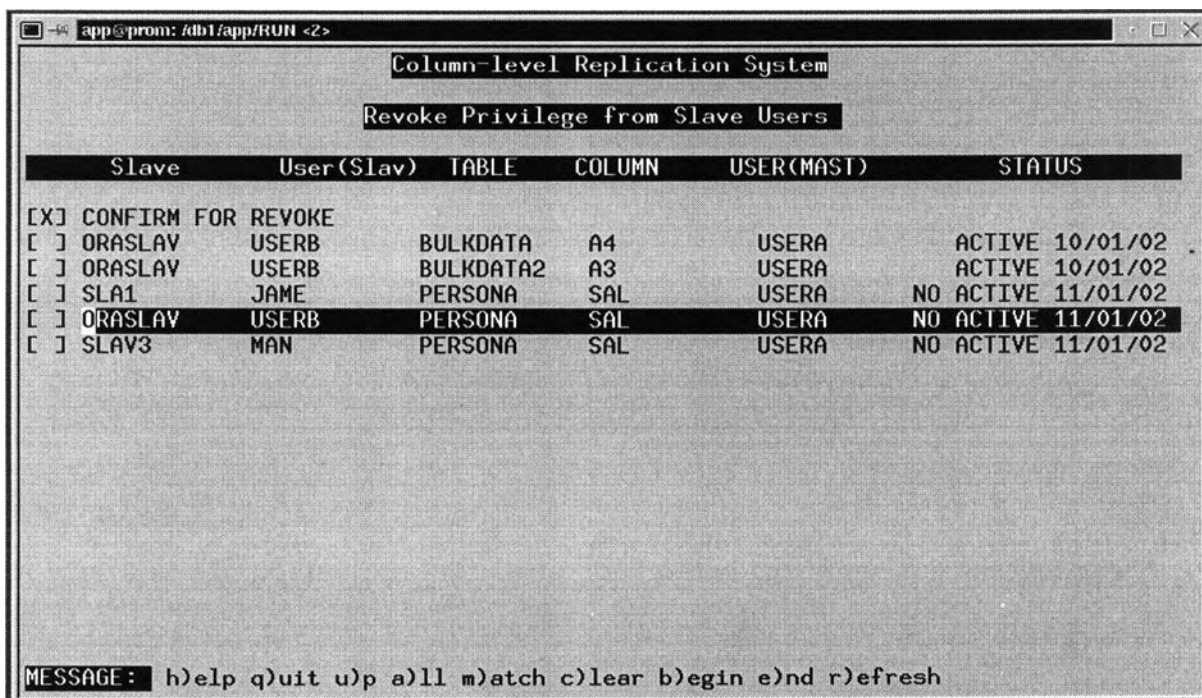 app@prom: /db1/app/RUN <2>
Column-level Replication System
Revoke Privilege from Slave Users
Slave User(Slav) TABLE COLUMN USER(MAST) STATUS
[X] CONFIRM FOR REVOKE
[ ] ORASLAV USERB BULKDATA A4 USERA ACTIVE 10/01/02
[ ] ORASLAV USERB BULKDATA2 A3 USERA ACTIVE 10/01/02
[ ] SLA1 JAME PERSONA SAL USERA NO ACTIVE 11/01/02
[ ] ORASLAV USERB PERSONA SAL USERA NO ACTIVE 11/01/02
[ ] SLAV3 MAN PERSONA SAL USERA NO ACTIVE 11/01/02
MESSAGE: h)elp q)uit u)p a)ll m)atch c)lear b)egin e)nd r)efresh